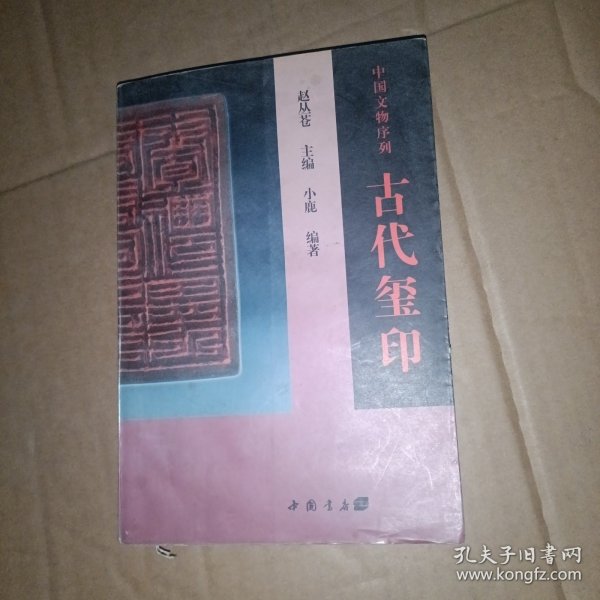 中国文物序列
古代玺印
赵丛苍 主编 小鹿 编著
中国书店
孔夫子旧书网
www.kongfz.com